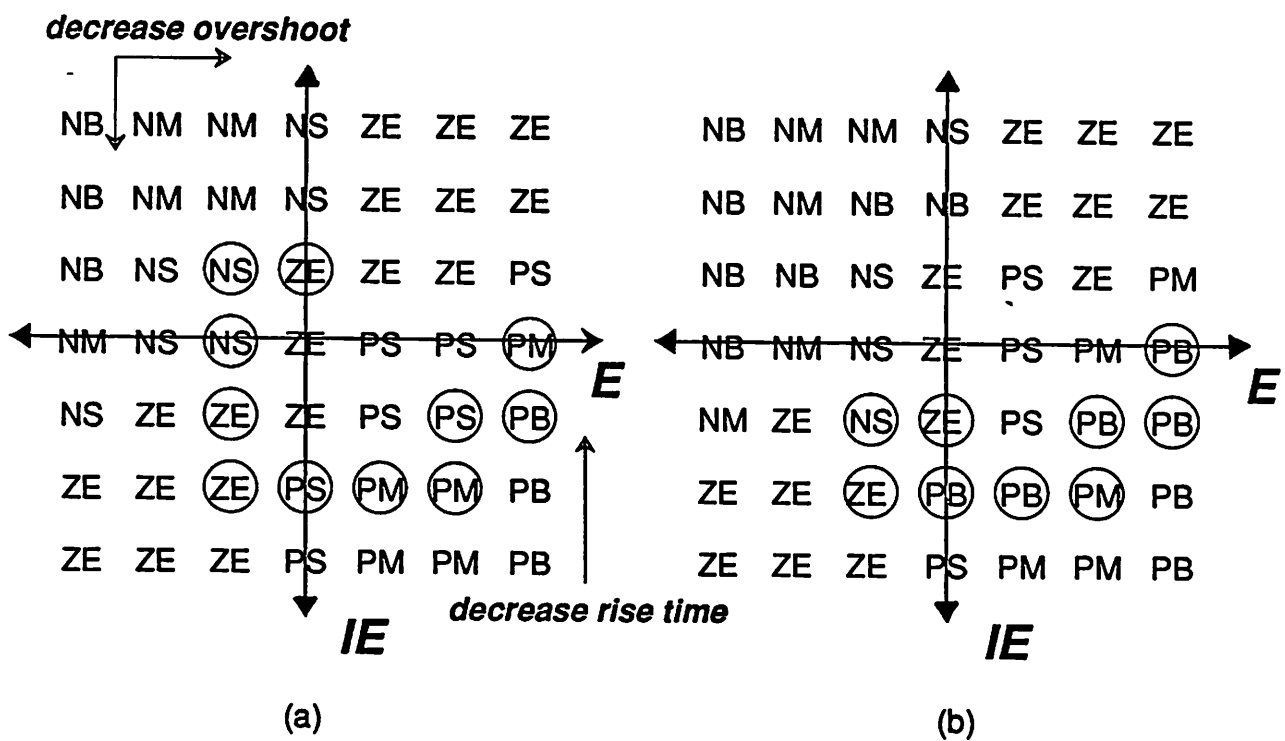 decrease overshoot
NB NM NM NS ZE ZE ZE
NB NM NM NS ZE ZE ZE
NB NS NS ZE ZE ZE PS
NM NS NS ZE PS PS PM
E
NS ZE ZE ZE PS PS PB
ZE ZE ZE PS PM PM PB
ZE ZE ZE PS PM PM PB
decrease rise time
IE
(a)
NB NM NM NS ZE ZE ZE
NB NM NB NB ZE ZE ZE
NB NB NS ZE PS ZE PM
NB NM NS ZE PS PM PB
E
NM ZE NS ZE PS PB PB
ZE ZE ZE PB PB PM PB
ZE ZE ZE PS PM PM PB
IE
(b)